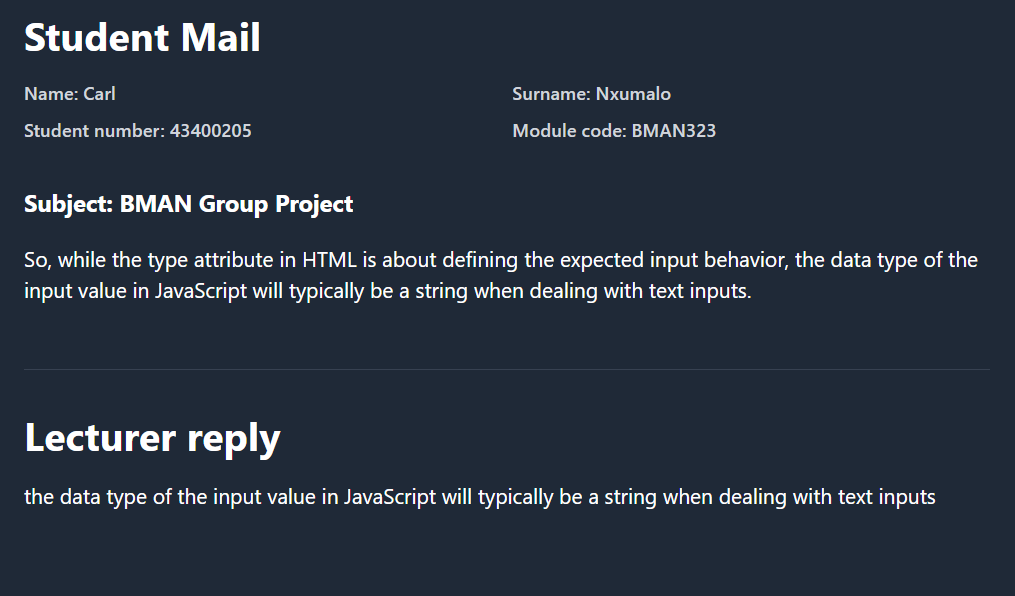 Student Mail
Name: Carl
Surname: Nxumalo
Student number: 43400205
Module code: BMAN323
Subject: BMAN Group Project
So, while the type attribute in HTML is about defining the expected input behavior, the data type of the
input value in JavaScript will typically be a string when dealing with text inputs.
Lecturer reply
the data type of the input value in JavaScript will typically be a string when dealing with text inputs